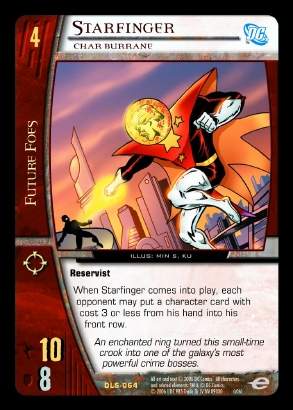 4
STARFINGER
CHAR BURRANE
DC
FUTURE FOES
ILLUS: MIN S. KU
Reservist
When Starfinger comes into play, each
opponent may put a character card with
cost 3 or less from his hand into his
front row.
An enchanted ring turned this small-time
crook into one of the galaxy's most
powerful crime bosses.
10
8
DLS-064